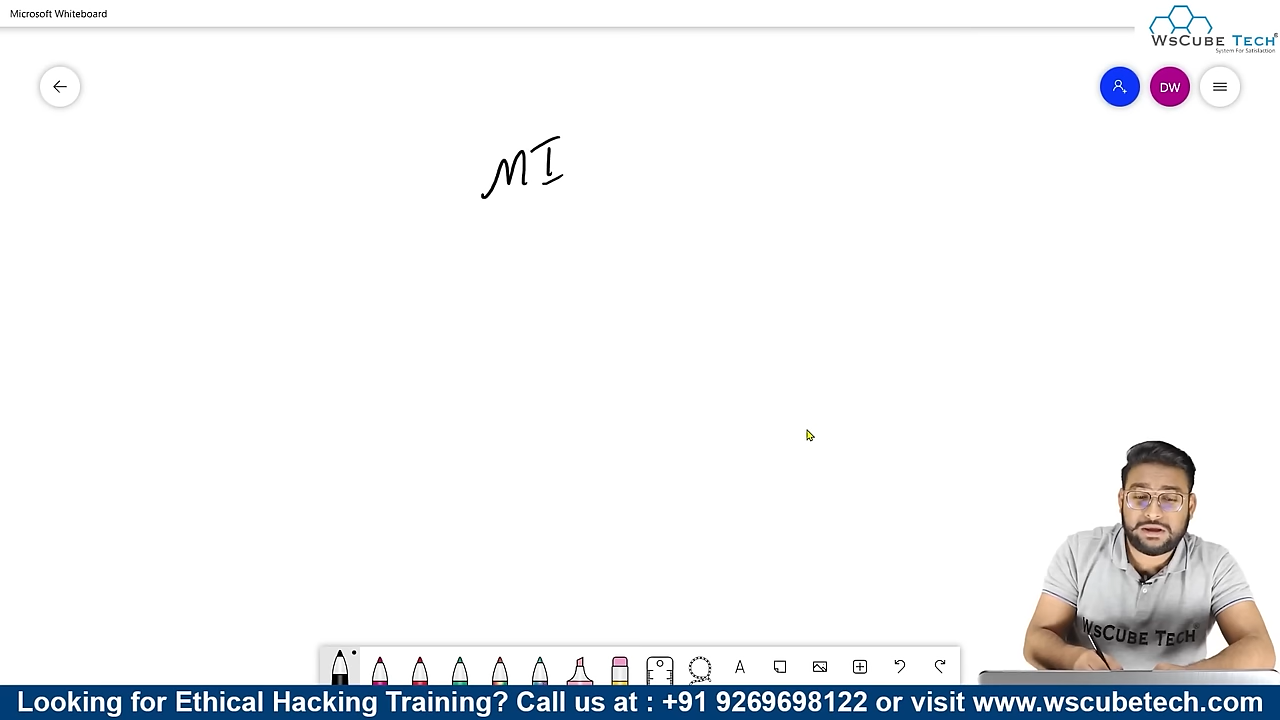 Microsoft Whiteboard
WsCube Tech®
System For Satisfaction
DW
MI
A
WsCube Tech
Looking for Ethical Hacking Training? Call us at : +91 9269698122 or visit www.wscubetech.com